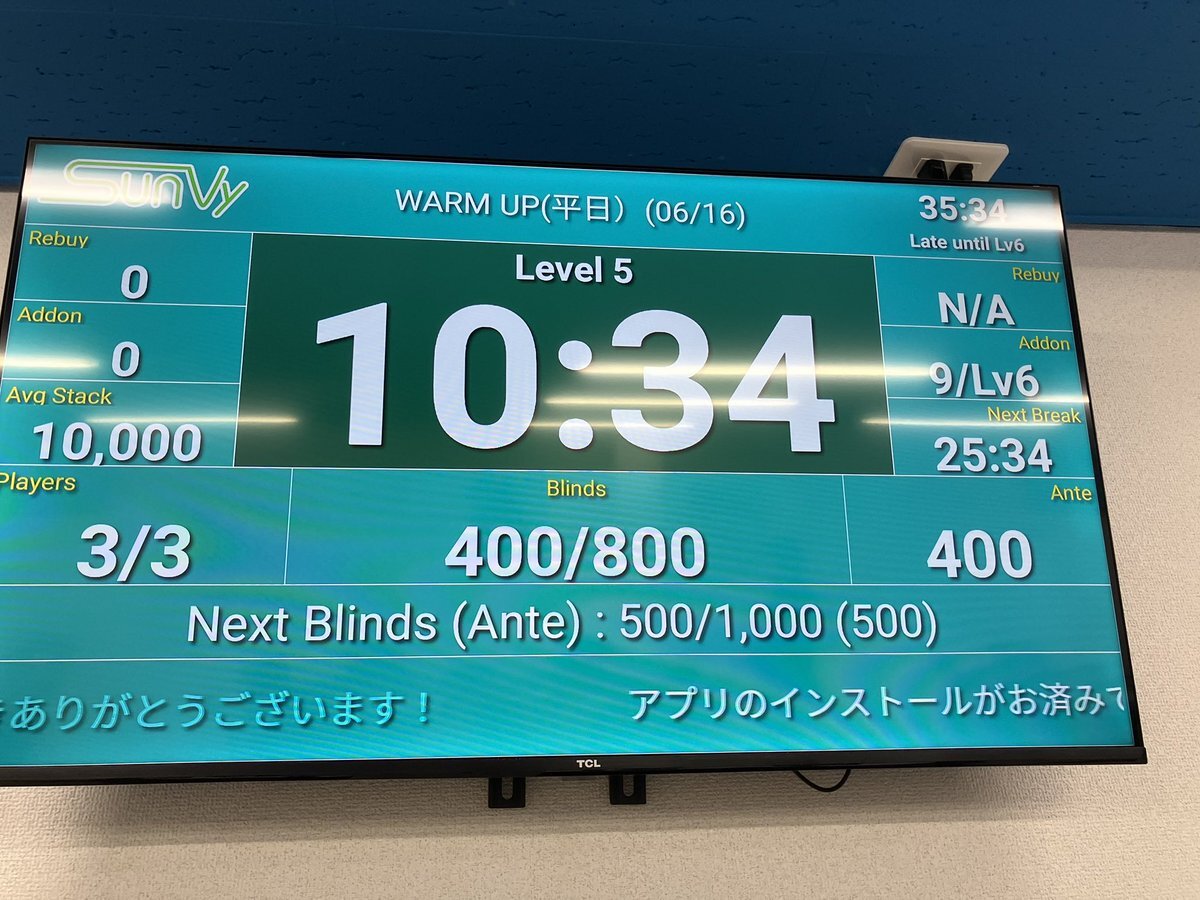 SunVy
WARM UP(平日）(06/16)
35:34
Late until Lv6
Rebuy
0
Addon
0
Avg Stack
10,000
Level 5
10:34
Rebuy
N/A
Addon
9/Lv6
Next Break
25:34
Players
3/3
Blinds
400/800
Ante
400
Next Blinds (Ante) : 500/1,000 (500)
きありがとうございます！ アプリのインストールがお済みで
TCL